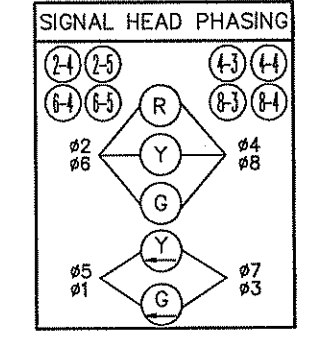 SIGNAL HEAD PHASING
2-4 2-5 4-3 4-4
6-4 6-5 8-3 8-4
R
ø2 ø4
Y
ø6 ø8
G
Y
ø5 ø7
ø1 ø3
G